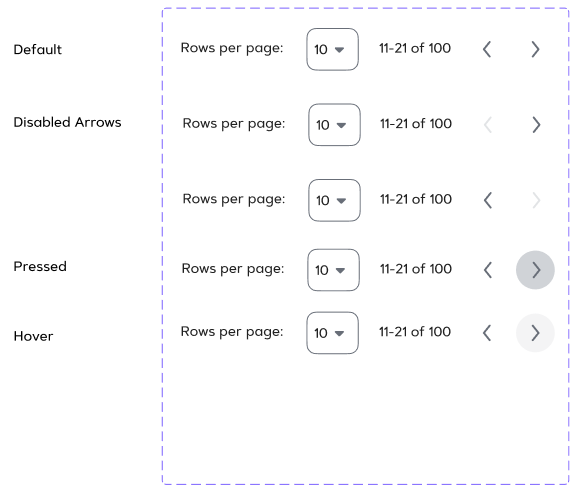 Default
Rows per page: 10 11-21 of 100
Disabled Arrows
Rows per page: 10 11-21 of 100
Rows per page: 10 11-21 of 100
Pressed
Rows per page: 10 11-21 of 100
Hover
Rows per page: 10 11-21 of 100